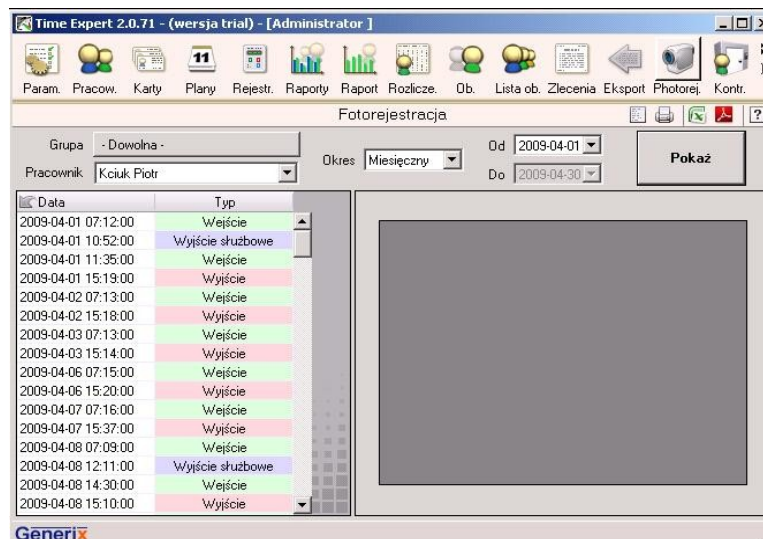 Time Expert 2.0.71 - (wersja trial) - [Administrator ]
Param. Pracow. Karty Plany Rejestr. Raporty Raport Rozlicze. Ob. Lista ob. Zlecenia Eksport Photorej. Kontr.
11
Fotorejestracja
Grupa - Dowolna -
Pracownik Kciuk Piotr
Okres Miesięczny
Od 2009-04-01
Do 2009-04-30
Pokaż
Data Typ
2009-04-01 07:12:00 Wejście
2009-04-01 10:52:00 Wyjście służbowe
2009-04-01 11:35:00 Wejście
2009-04-01 15:19:00 Wyjście
2009-04-02 07:13:00 Wejście
2009-04-02 15:18:00 Wyjście
2009-04-03 07:13:00 Wejście
2009-04-03 15:14:00 Wyjście
2009-04-06 07:15:00 Wejście
2009-04-06 15:20:00 Wyjście
2009-04-07 07:16:00 Wejście
2009-04-07 15:37:00 Wyjście
2009-04-08 07:09:00 Wejście
2009-04-08 12:11:00 Wyjście służbowe
2009-04-08 14:30:00 Wejście
2009-04-08 15:10:00 Wyjście
Generix